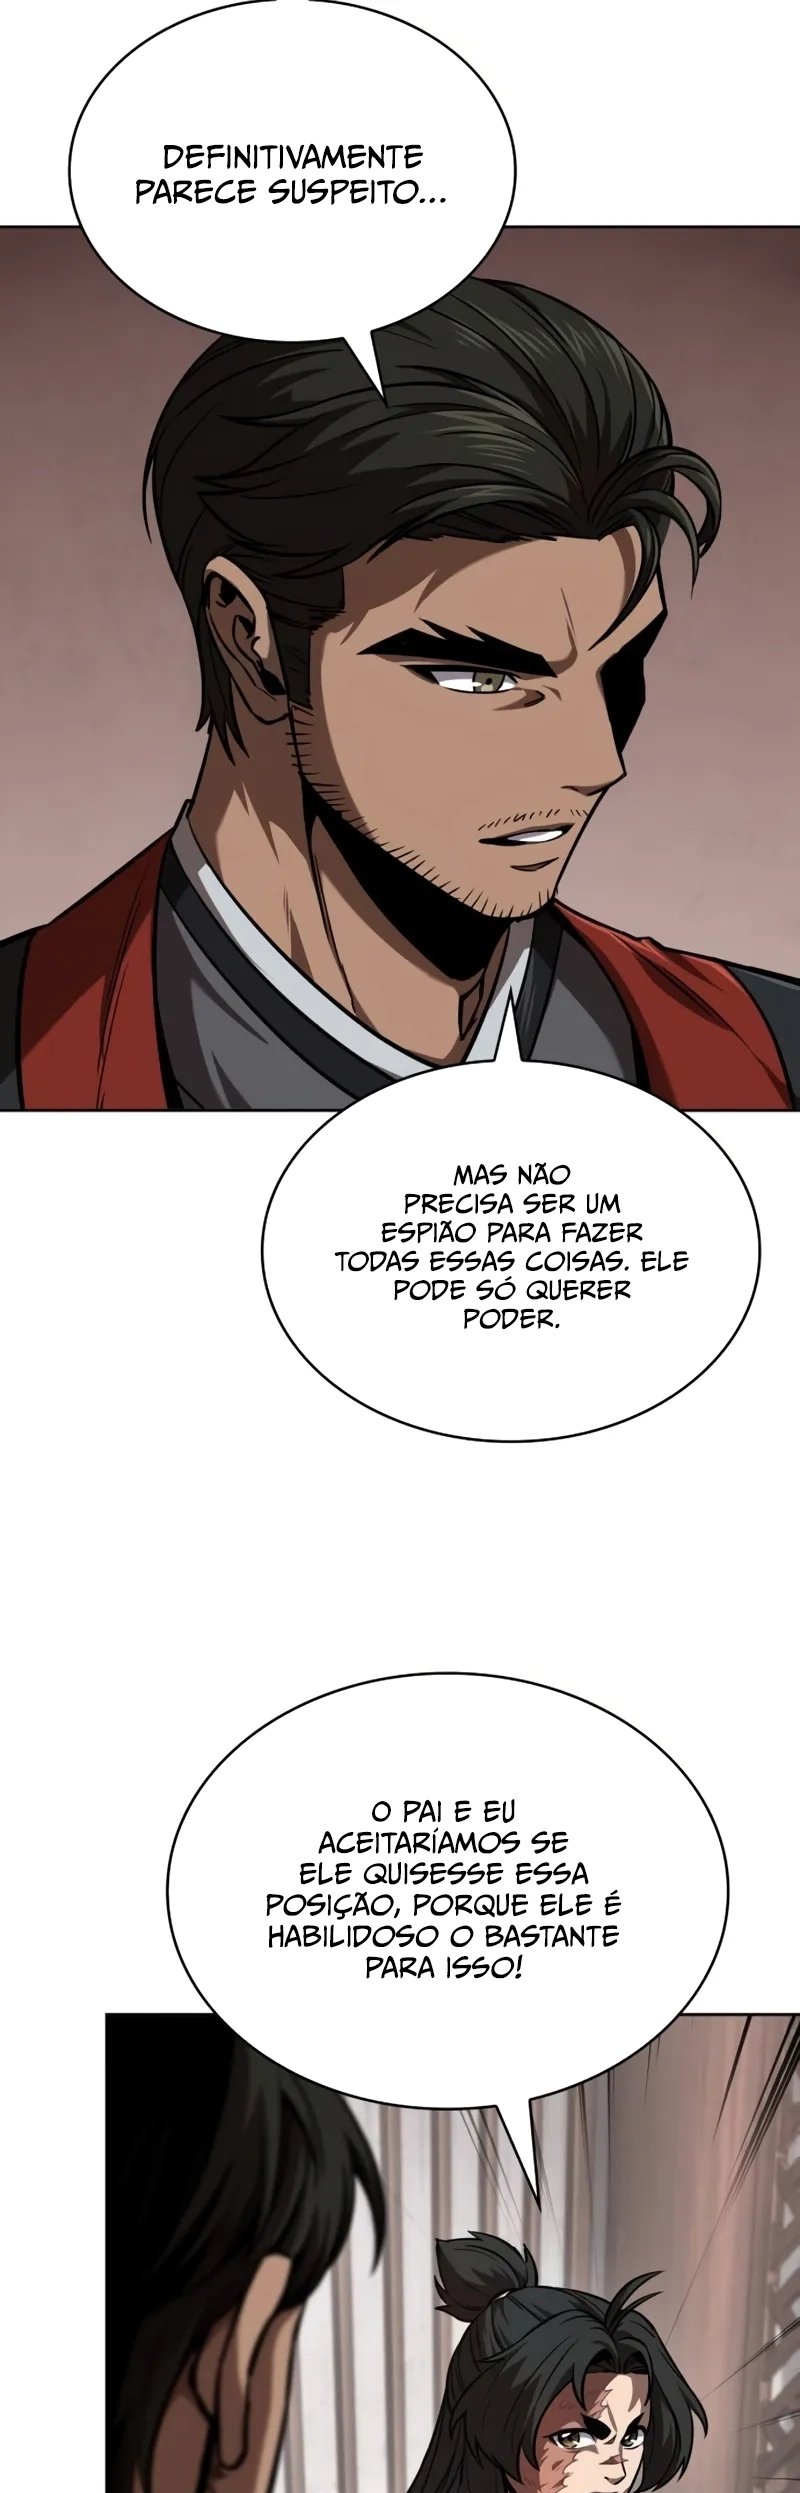 DEFINITIVAMENTE
PARECE SUSPEITO...
MAS NÃO
PRECISA SER UM
ESPIÃO PARA FAZER
TODAS ESSAS COISAS. ELE
PODE SÓ QUERER
PODER.
O PAI E EU
ACEITARÍAMOS SE
ELE QUISESSE ESSA
POSIÇÃO, PORQUE ELE É
HABILIDOSO O BASTANTE
PARA ISSO!